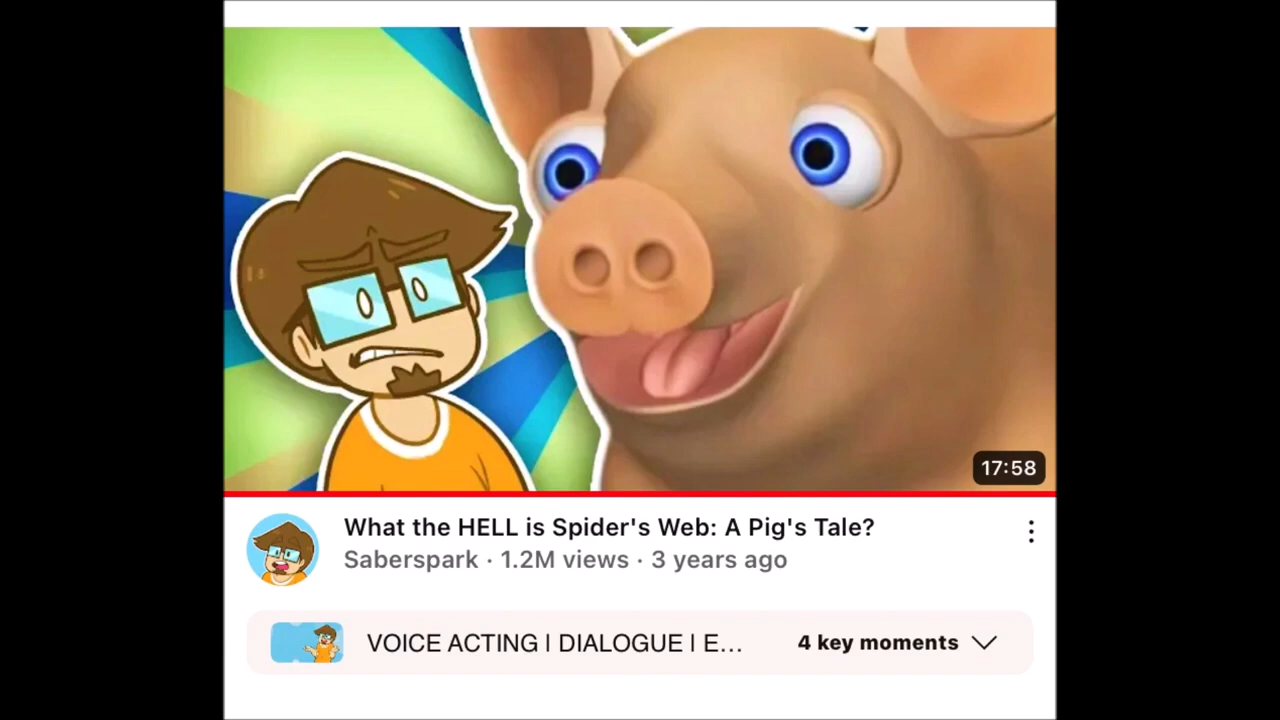 17:58
What the HELL is Spider's Web: A Pig's Tale?
Saberspark · 1.2M views · 3 years ago
VOICE ACTING | DIALOGUE | E... 4 key moments